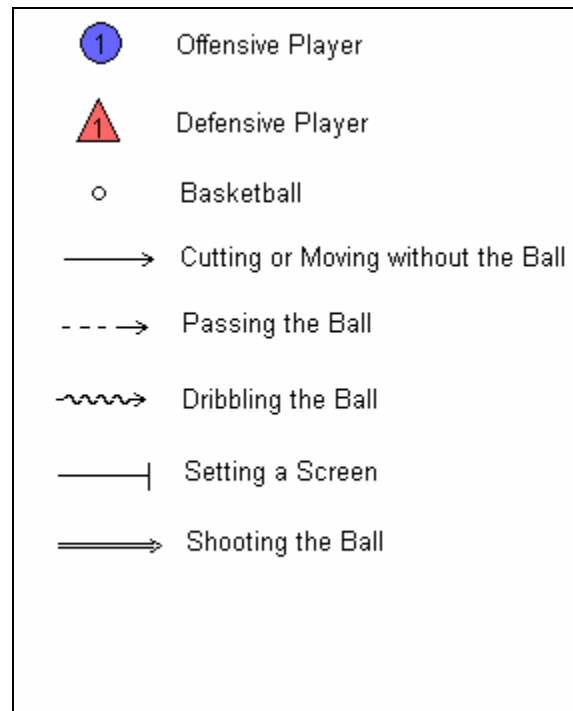 1 Offensive Player
1 Defensive Player
Basketball
Cutting or Moving without the Ball
Passing the Ball
Dribbling the Ball
Setting a Screen
Shooting the Ball